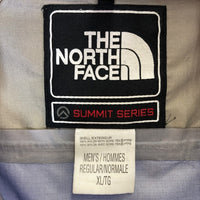 THE
NORTH
FACE
SUMMIT SERIES
MEN'S / HOMMES
REGULAR/NORMALE
XL/TG